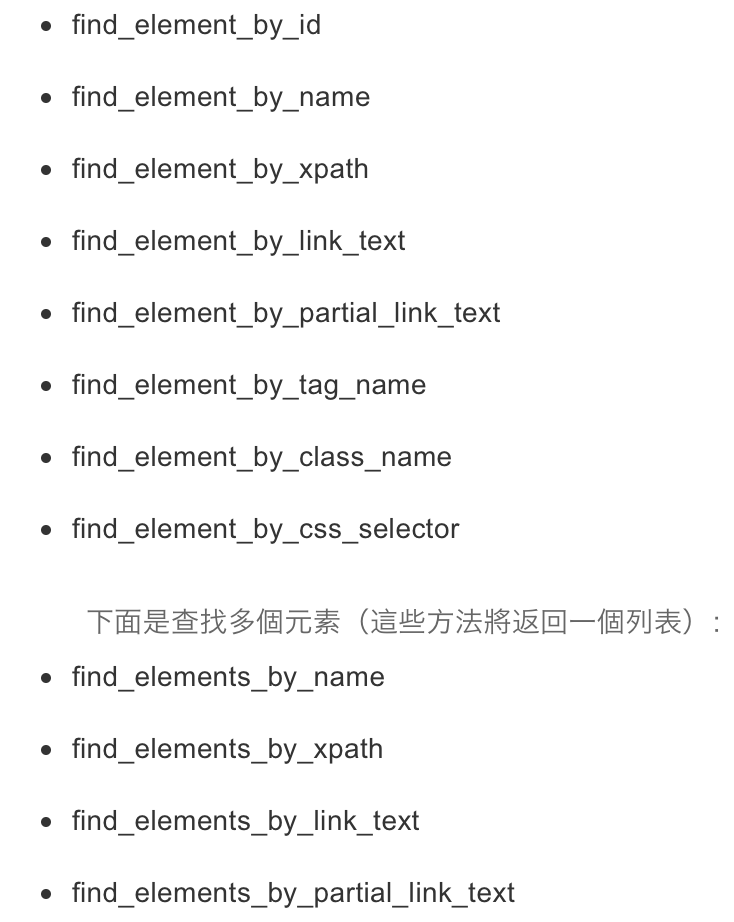 find_element_by_id
find_element_by_name
find_element_by_xpath
find_element_by_link_text
find_element_by_partial_link_text
find_element_by_tag_name
find_element_by_class_name
find_element_by_css_selector
下面是查找多個元素（這些方法將返回一個列表）:
find_elements_by_name
find_elements_by_xpath
find_elements_by_link_text
find_elements_by_partial_link_text